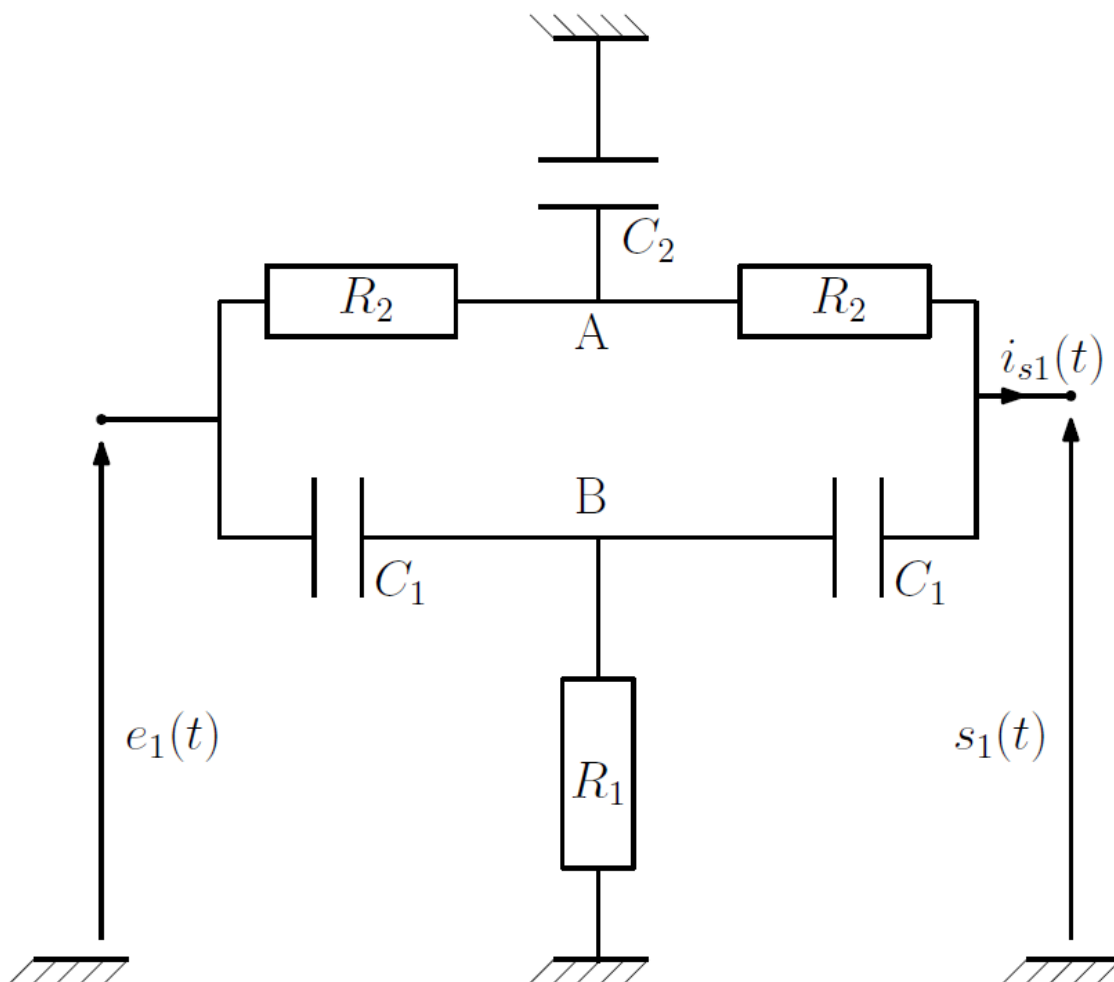 C₂
R₂
R₂
A
iₛ₁(t)
B
C₁
C₁
e₁(t)
s₁(t)
R₁